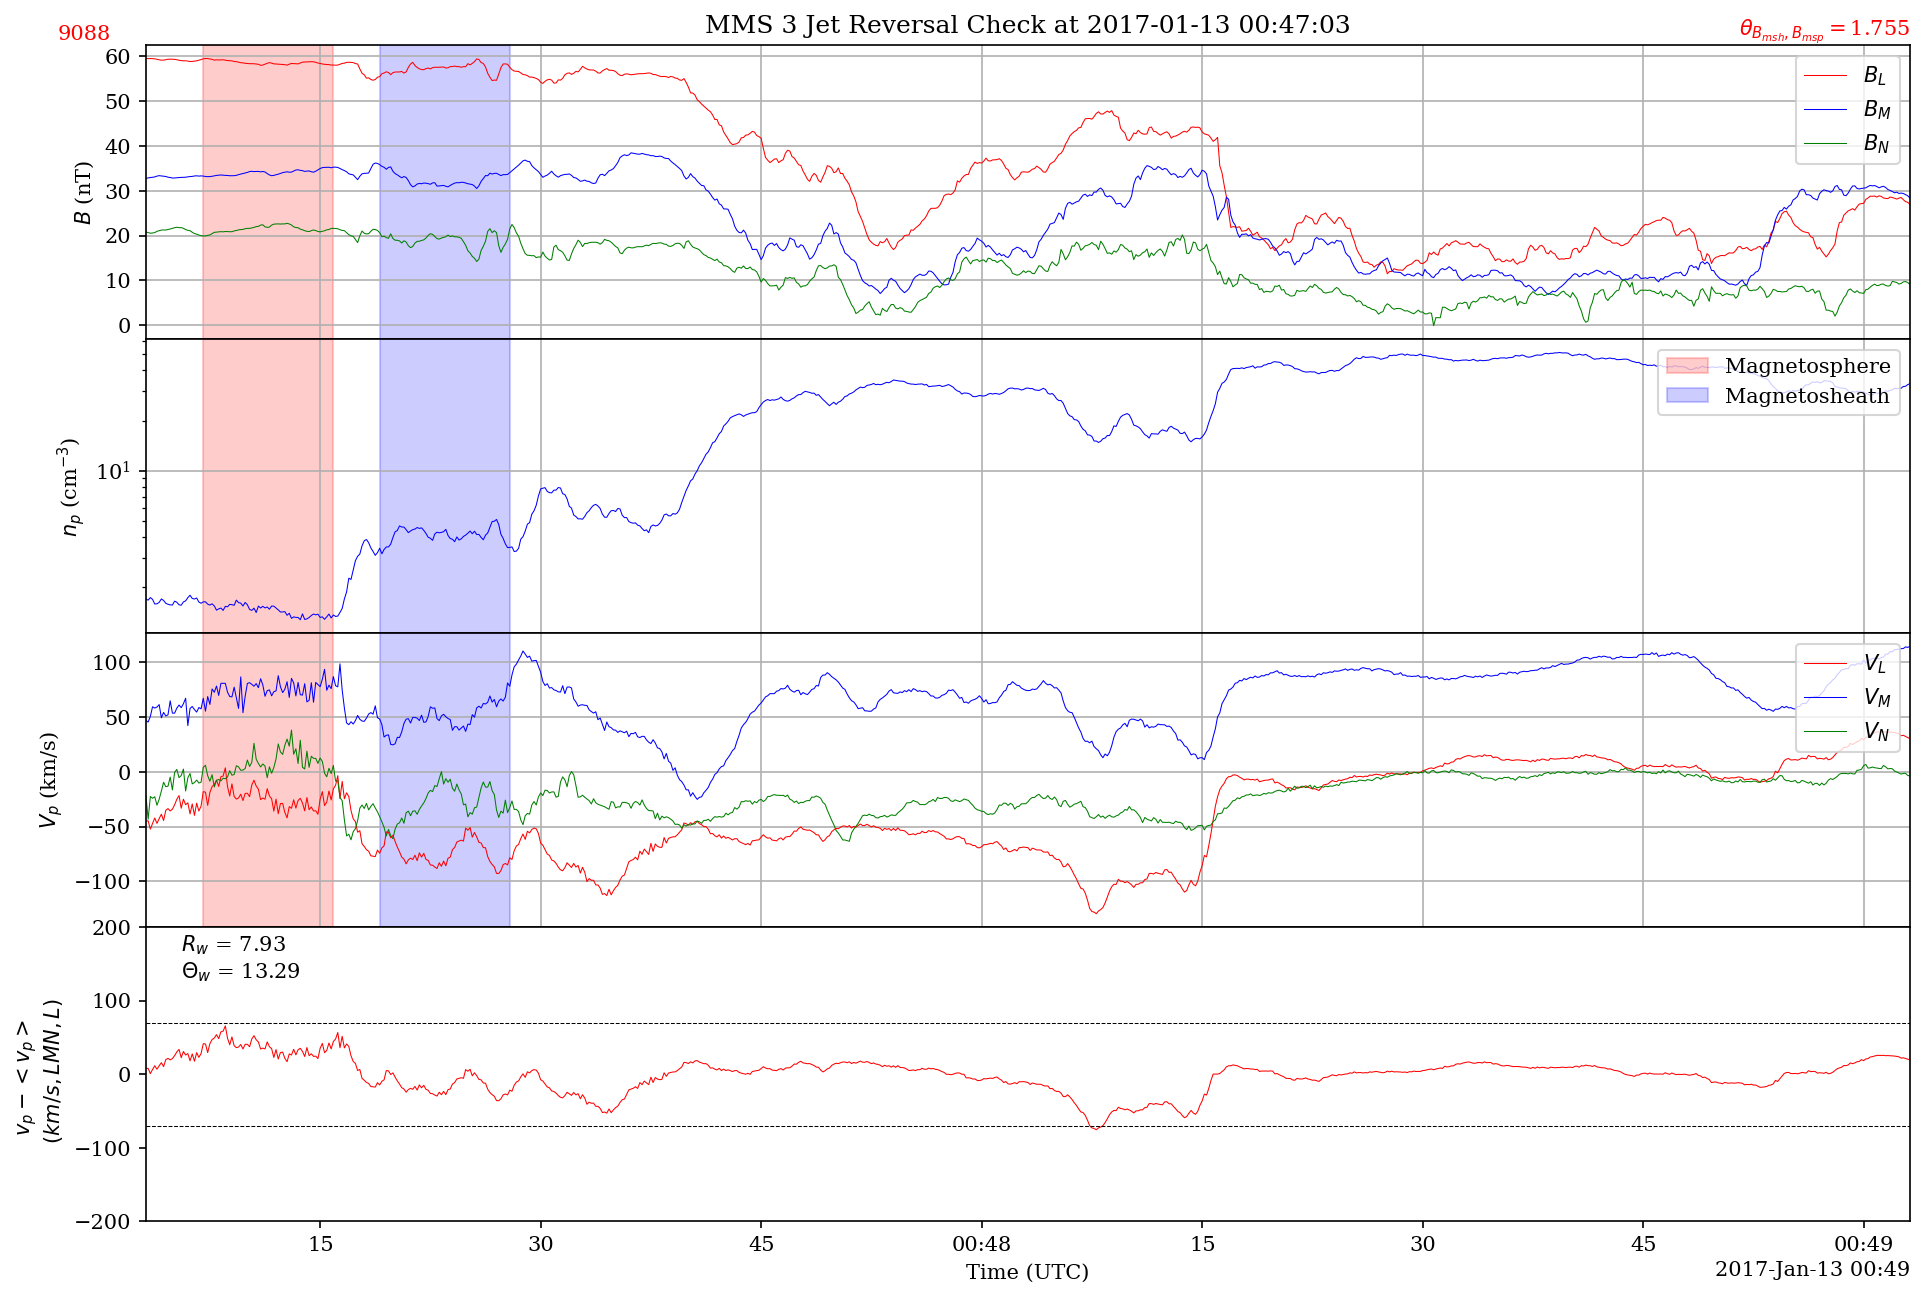 MMS 3 Jet Reversal Check at 2017-01-13 00:47:03
9088
θ_{B_{msh}, B_{msp}} = 1.755
60
50
40
30
20
10
0
B (nT)
B_L
B_M
B_N
10^1
n_p (cm^{−3})
Magnetosphere
Magnetosheath
100
50
0
−50
−100
V_p (km/s)
V_L
V_M
V_N
200
100
0
−100
−200
v_p − < v_p >
(km/s, LMN, L)
R_w = 7.93
Θ_w = 13.29
15 30 45 00:48 15 30 45 00:49
Time (UTC)
2017-Jan-13 00:49